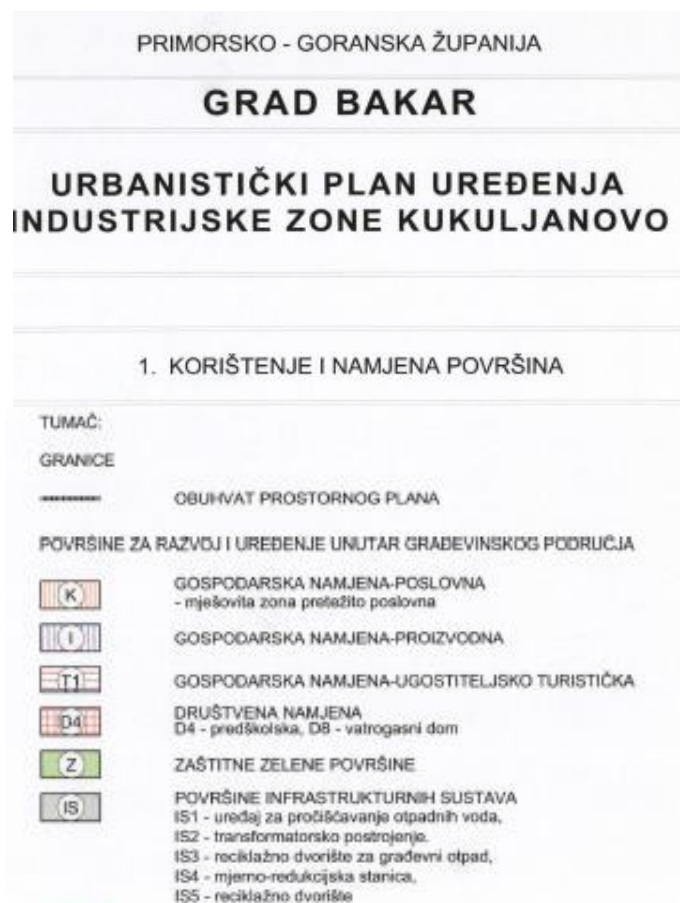 PRIMORSKO - GORANSKA ŽUPANIJA
GRAD BAKAR
URBANISTIČKI PLAN UREĐENJA
INDUSTRIJSKE ZONE KUKULJANOVO
1. KORIŠTENJE I NAMJENA POVRŠINA
TUMAČ:
GRANICE
OBUHVAT PROSTORNOG PLANA
POVRŠINE ZA RAZVOJ I UREĐENJE UNUTAR GRAĐEVINSKOG PODRUČJA
K GOSPODARSKA NAMJENA-POSLOVNA
- mješovita zona pretežito poslovna
I GOSPODARSKA NAMJENA-PROIZVODNA
T1 GOSPODARSKA NAMJENA-UGOSTITELJSKO TURISTIČKA
D4 DRUŠTVENA NAMJENA
D4 - predškolska, D8 - vatrogasni dom
Z ZAŠTITNE ZELENE POVRŠINE
IS POVRŠINE INFRASTRUKTURNIH SUSTAVA
IS1 - uređaj za pročišćavanje otpadnih voda,
IS2 - transformatorsko postrojenje.
IS3 - reciklažno dvorište za građevni otpad,
IS4 - mjerno-redukcijska stanica,
IS5 - reciklažno dvorište